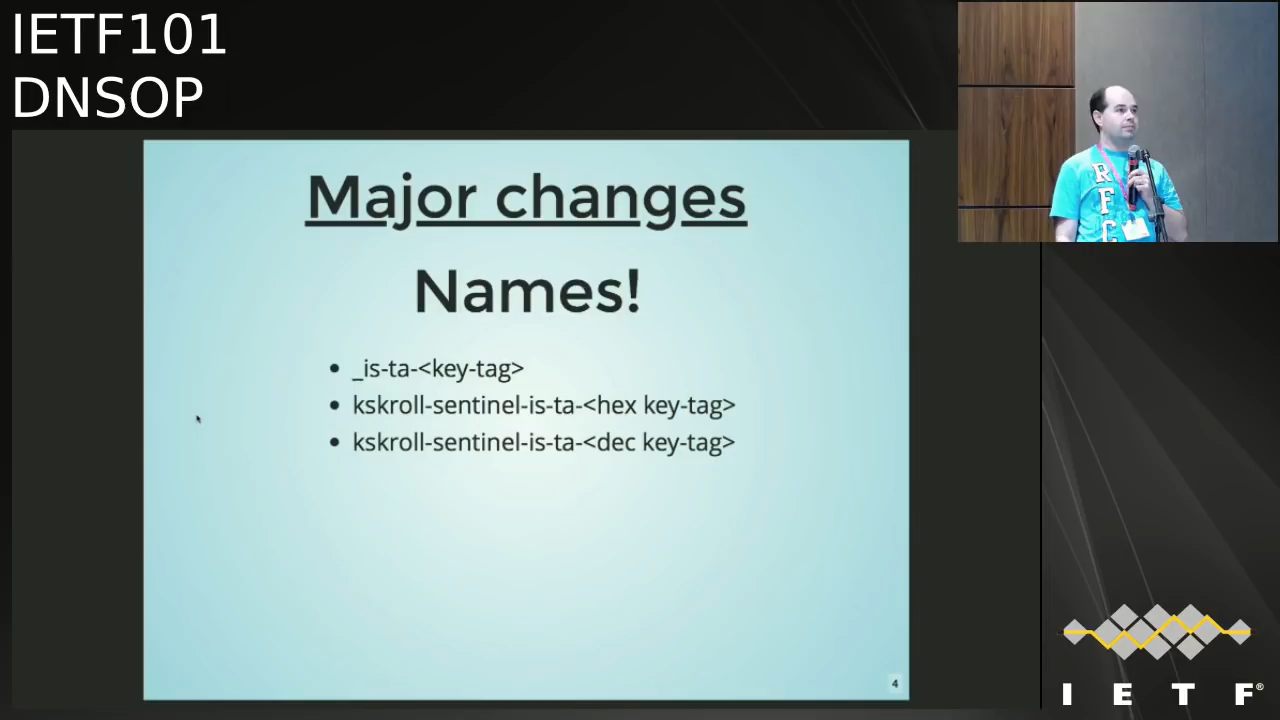 IETF101
DNSOP
Major changes
Names!
• _is-ta-<key-tag>
• kskroll-sentinel-is-ta-<hex key-tag>
• kskroll-sentinel-is-ta-<dec key-tag>
4
R
F
C
I E T F®